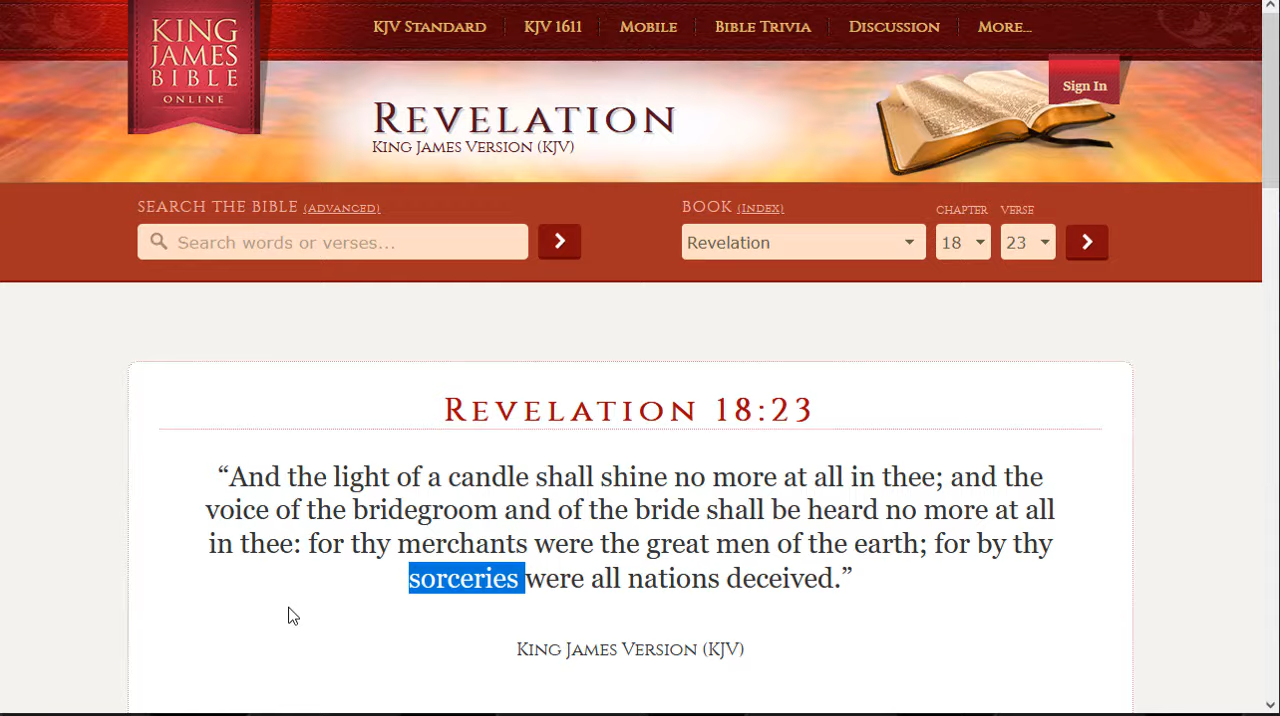 KING
JAMES
BIBLE
ONLINE
KJV Standard
KJV 1611
Mobile
Bible Trivia
Discussion
More...
Sign In
Revelation
King James Version (KJV)
SEARCH THE BIBLE (ADVANCED)
Search words or verses...
BOOK (INDEX)
CHAPTER
VERSE
Revelation
18
23
Revelation 18:23
“And the light of a candle shall shine no more at all in thee; and the
voice of the bridegroom and of the bride shall be heard no more at all
in thee: for thy merchants were the great men of the earth; for by thy
sorceries were all nations deceived.”
King James Version (KJV)